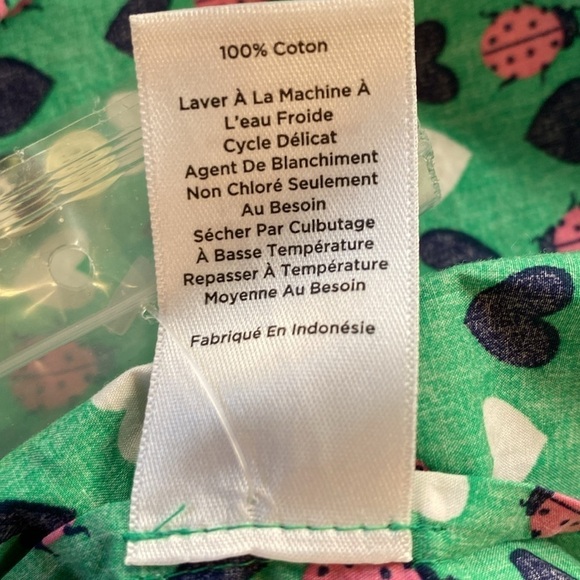 100% Coton
Laver À La Machine À
L'eau Froide
Cycle Délicat
Agent De Blanchiment
Non Chloré Seulement
Au Besoin
Sécher Par Culbutage
À Basse Température
Repasser À Température
Moyenne Au Besoin
Fabriqué En Indonésie